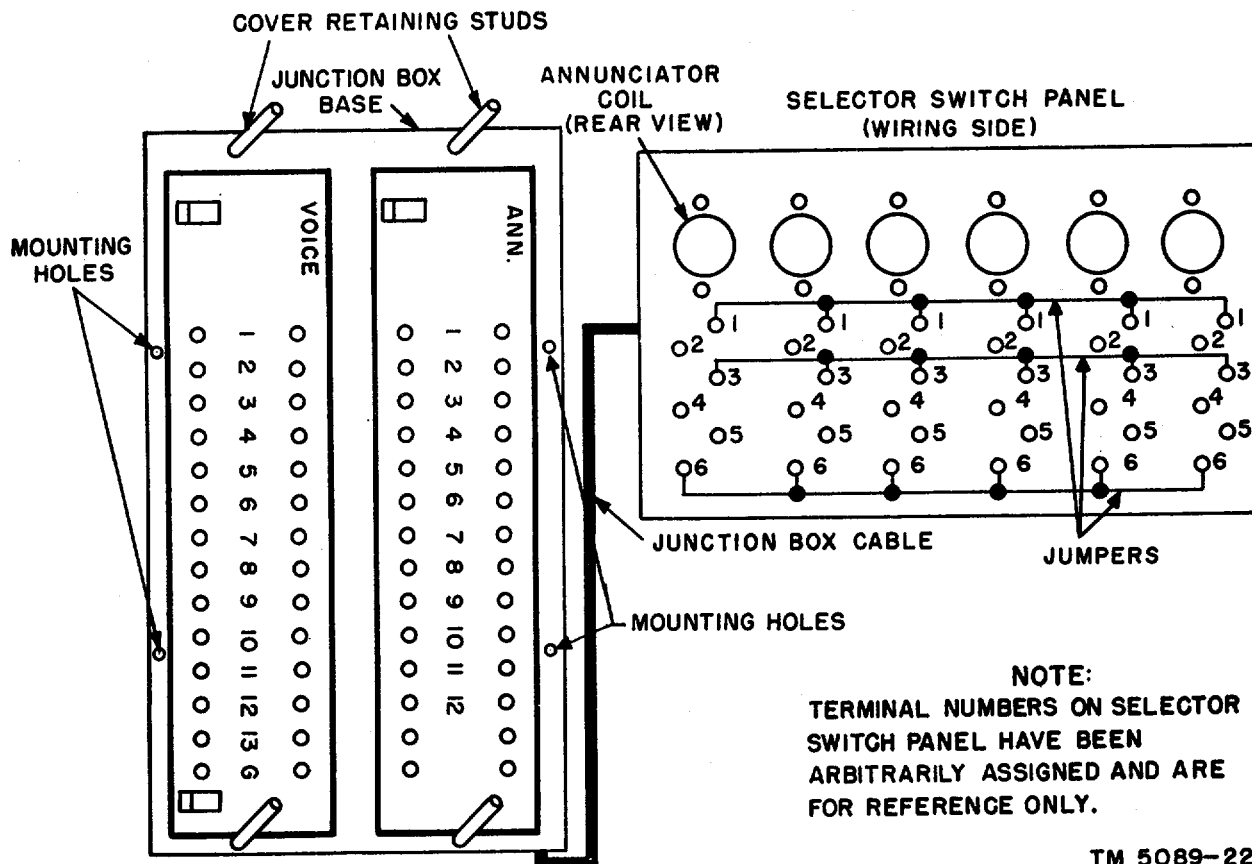 COVER RETAINING STUDS
JUNCTION BOX
BASE
ANNUNCIATOR
COIL
(REAR VIEW)
SELECTOR SWITCH PANEL
(WIRING SIDE)
MOUNTING
HOLES
VOICE
ANN.
1 1
2 2
3 3
4 4
5 5
6 6
7 7
8 8
9 9
10 10
11 11
12 12
13
G
1 1 1 1 1 1
2 2 2 2 2 2
3 3 3 3 3 3
4 4 4 4 4 4
5 5 5 5 5 5
6 6 6 6 6 6
JUNCTION BOX CABLE
JUMPERS
MOUNTING HOLES
NOTE:
TERMINAL NUMBERS ON SELECTOR
SWITCH PANEL HAVE BEEN
ARBITRARILY ASSIGNED AND ARE
FOR REFERENCE ONLY.
TM 5089-22